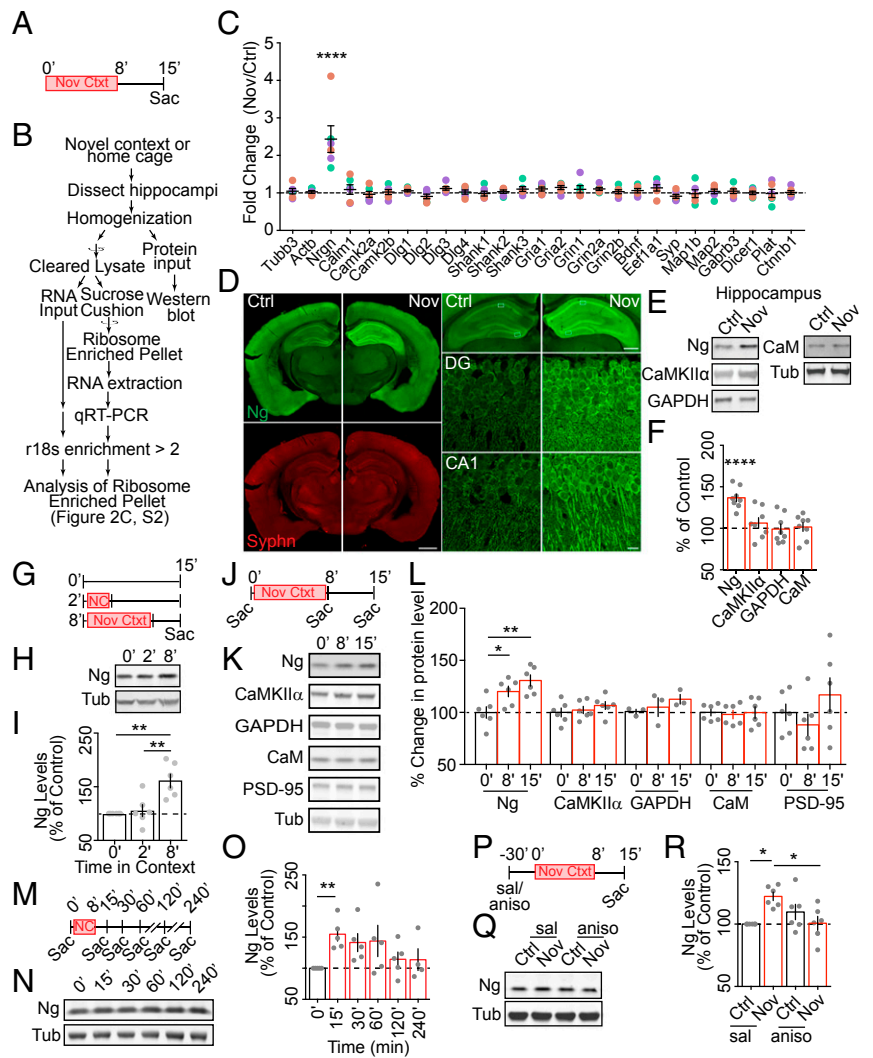 A
0’ 8’ 15’
Nov Ctxt
Sac
B
Novel context or
home cage
Dissect hippocampi
Homogenization
Cleared Lysate
Protein
input
RNA
Input
Sucrose
Cushion
Western
blot
Ribosome
Enriched Pellet
RNA extraction
qRT-PCR
r18s enrichment > 2
Analysis of Ribosome
Enriched Pellet
(Figure 2C, S2)
C
Fold Change (Nov/Ctrl)
5
4
3
2
1
0
****
Tubb3 Actb Nrgn Calm1 Camk2a Camk2b Dlg1 Dlg2 Dlg3 Dlg4 Shank1 Shank2 Shank3 Gria1 Gria2 Grin1 Grin2a Grin2b Bdnf Eef1a1 Syp Map1b Map2 Gabrb3 Dicer1 Plat Ctnnb1
D
Ctrl Nov
Ng
Syphn
Ctrl Nov
DG
CA1
E
Hippocampus
Ctrl Nov
Ng
CaMKIIα
GAPDH
Ctrl Nov
CaM
Tub
F
% of Control
200
150
100
50
****
Ng CaMKIIα GAPDH CaM
G
0’ 15’
2’ NC
8’ Nov Ctxt
Sac
H
0’ 2’ 8’
Ng
Tub
I
Ng Levels
(% of Control)
250
150
50
**
**
0’ 2’ 8’
Time in Context
J
0’ 8’ 15’
Nov Ctxt
Sac Sac Sac
K
0’ 8’ 15’
Ng
CaMKIIα
GAPDH
CaM
PSD-95
Tub
L
% Change in protein level
200
150
100
50
*
**
0’ 8’ 15’ 0’ 8’ 15’ 0’ 8’ 15’ 0’ 8’ 15’ 0’ 8’ 15’
Ng CaMKIIα GAPDH CaM PSD-95
M
0’ 8’ 15’ 30’ 60’ 120’ 240’
NC
Sac Sac Sac Sac Sac Sac
N
0’ 15’ 30’ 60’ 120’ 240’
Ng
Tub
O
Ng Levels
(% of Control)
250
150
50
**
0’ 15’ 30’ 60’ 120’ 240’
Time (min)
P
-30’ 0’ 8’ 15’
Nov Ctxt
sal/
aniso
Sac
Q
sal aniso
Ctrl Nov Ctrl Nov
Ng
Tub
R
Ng Levels
(% of Control)
150
100
50
*
*
Ctrl Nov Ctrl Nov
sal aniso